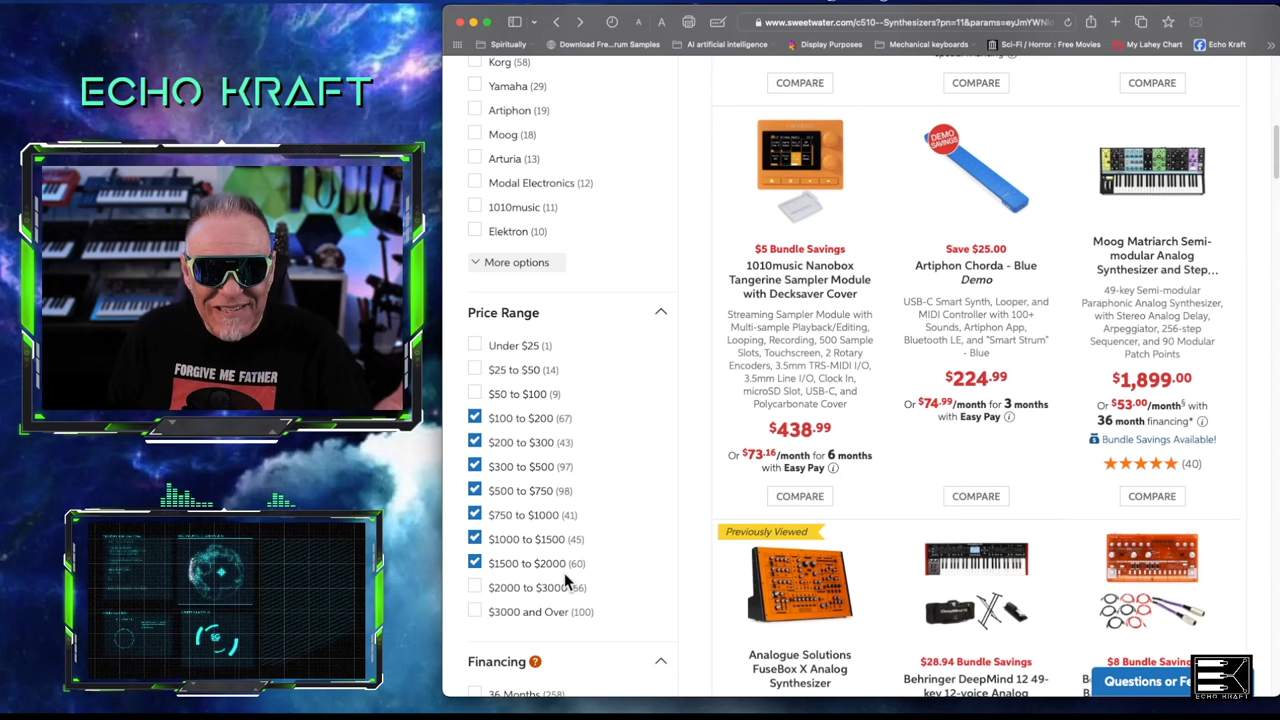 www.sweetwater.com/c510--Synthesizers?pn=11&params=eyJmYWN
Spiritually
Download Fre...rum Samples
AI artificial intelligence
Display Purposes
Mechanical keyboards
Sci-Fi / Horror : Free Movies
My Lahey Chart
Echo Kraft
ECHO KRAFT
FORGIVE ME FATHER
Korg (58)
Yamaha (29)
Artiphon (19)
Moog (18)
Arturia (13)
Modal Electronics (12)
1010music (11)
Elektron (10)
More options
Price Range
Under $25 (1)
$25 to $50 (14)
$50 to $100 (9)
$100 to $200 (67)
$200 to $300 (43)
$300 to $500 (97)
$500 to $750 (98)
$750 to $1000 (41)
$1000 to $1500 (45)
$1500 to $2000 (60)
$2000 to $3000
$3000 and Over (100)
Financing ?
36 Months (258)
COMPARE
COMPARE
COMPARE
$5 Bundle Savings
1010music Nanobox
Tangerine Sampler Module
with Decksaver Cover
Streaming Sampler Module with
Multi-sample Playback/Editing,
Looping, Recording, 500 Sample
Slots, Touchscreen, 2 Rotary
Encoders, 3.5mm TRS-MIDI I/O,
3.5mm Line I/O, Clock In,
microSD Slot, USB-C, and
Polycarbonate Cover
$438.99
Or $73.16/month for 6 months
with Easy Pay
COMPARE
DEMO
SAVINGS
Save $25.00
Artiphon Chorda - Blue
Demo
USB-C Smart Synth, Looper, and
MIDI Controller with 100+
Sounds, Artiphon App,
Bluetooth LE, and "Smart Strum"
- Blue
$224.99
Or $74.99/month for 3 months
with Easy Pay
COMPARE
Moog Matriarch Semi-
modular Analog
Synthesizer and Step...
49-key Semi-modular
Paraphonic Analog Synthesizer,
with Stereo Analog Delay,
Arpeggiator, 256-step
Sequencer, and 90 Modular
Patch Points
$1,899.00
Or $53.00/month§ with
36 month financing*
Bundle Savings Available!
(40)
COMPARE
Previously Viewed
Analogue Solutions
FuseBox X Analog
Synthesizer
$28.94 Bundle Savings
Behringer DeepMind 12 49-
key 12-voice Analog
$8 Bundle Savin
Questions or Fe
ECHO KRAFT